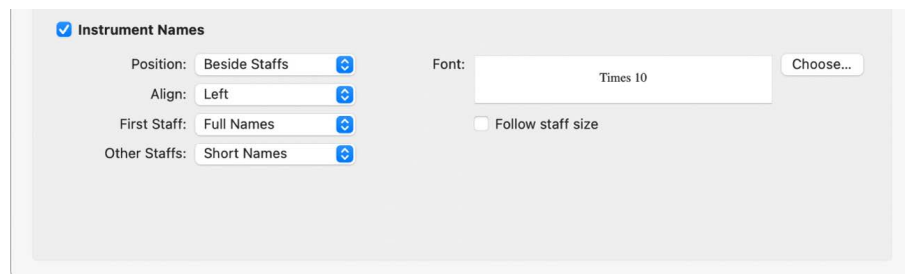 Instrument Names
Position: Beside Staffs Font: Times 10 Choose...
Align: Left
First Staff: Full Names Follow staff size
Other Staffs: Short Names